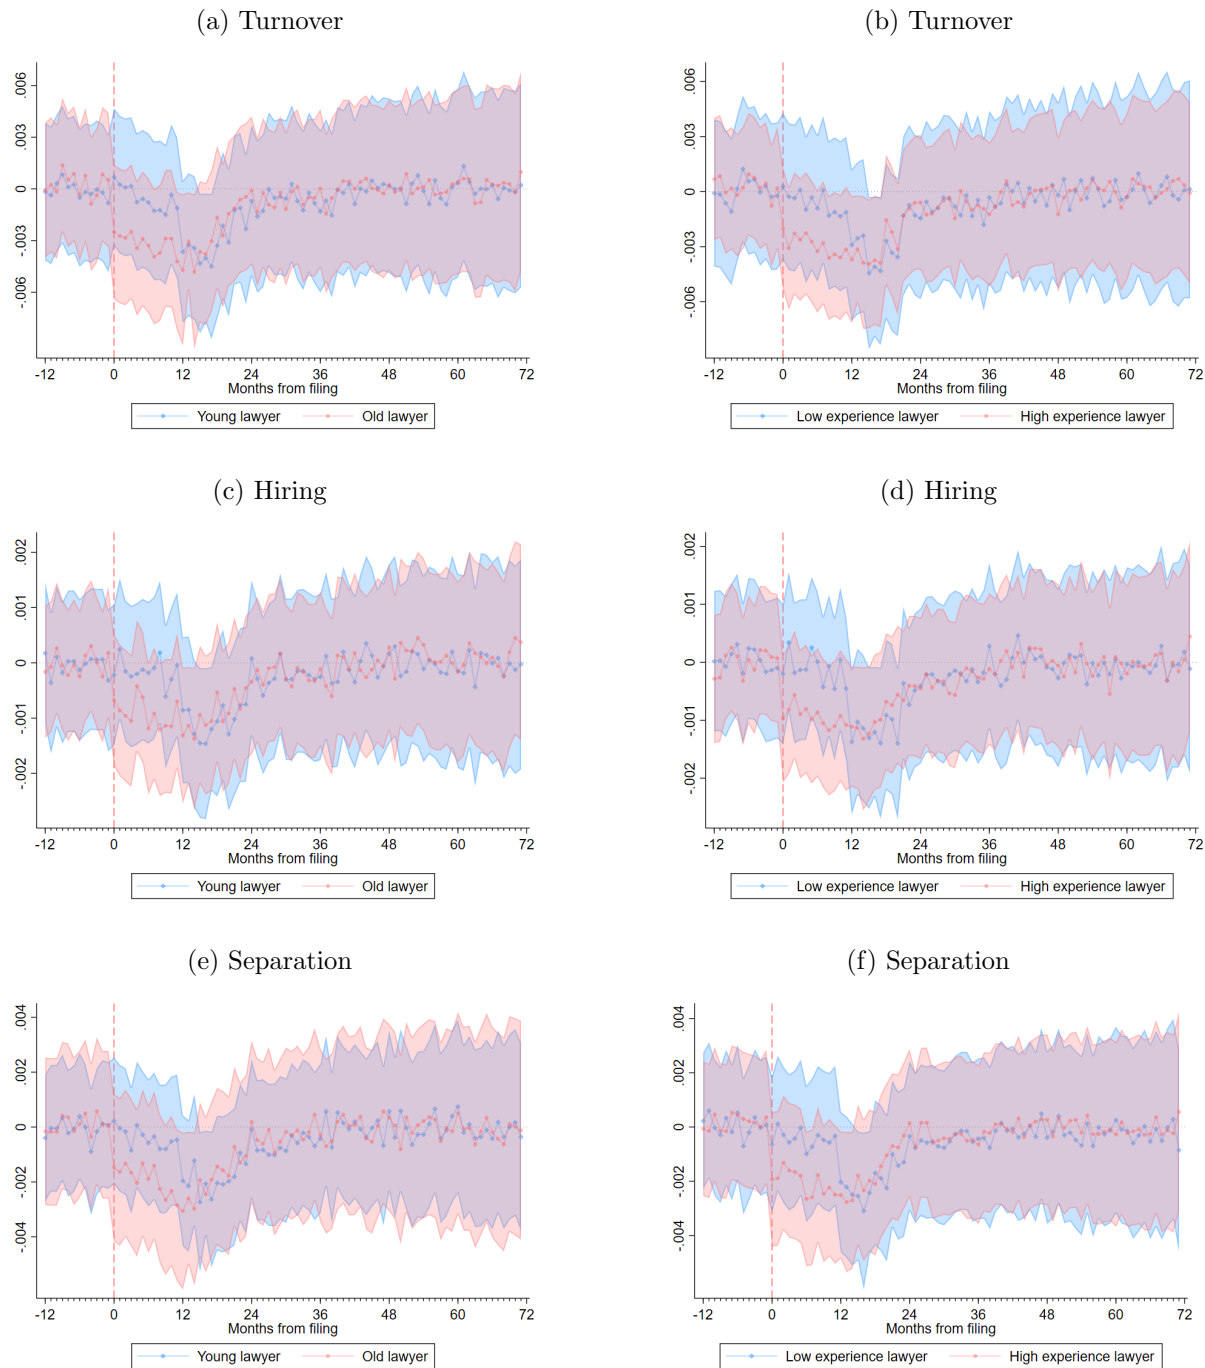 (a) Turnover
.006
.003
0
-.003
-.006
-12 0 12 24 36 48 60 72
Months from filing
Young lawyer Old lawyer
(b) Turnover
.006
.003
0
-.003
-.006
-12 0 12 24 36 48 60 72
Months from filing
Low experience lawyer High experience lawyer
(c) Hiring
.002
.001
0
-.001
-.002
-12 0 12 24 36 48 60 72
Months from filing
Young lawyer Old lawyer
(d) Hiring
.002
.001
0
-.001
-.002
-12 0 12 24 36 48 60 72
Months from filing
Low experience lawyer High experience lawyer
(e) Separation
.004
.002
0
-.002
-.004
-12 0 12 24 36 48 60 72
Months from filing
Young lawyer Old lawyer
(f) Separation
.004
.002
0
-.002
-.004
-12 0 12 24 36 48 60 72
Months from filing
Low experience lawyer High experience lawyer